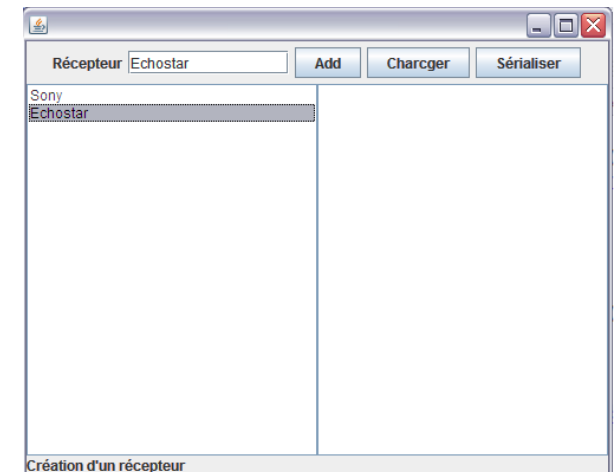 Récepteur Echostar Add Charcger Sérialiser
Sony
Echostar
Création d'un récepteur